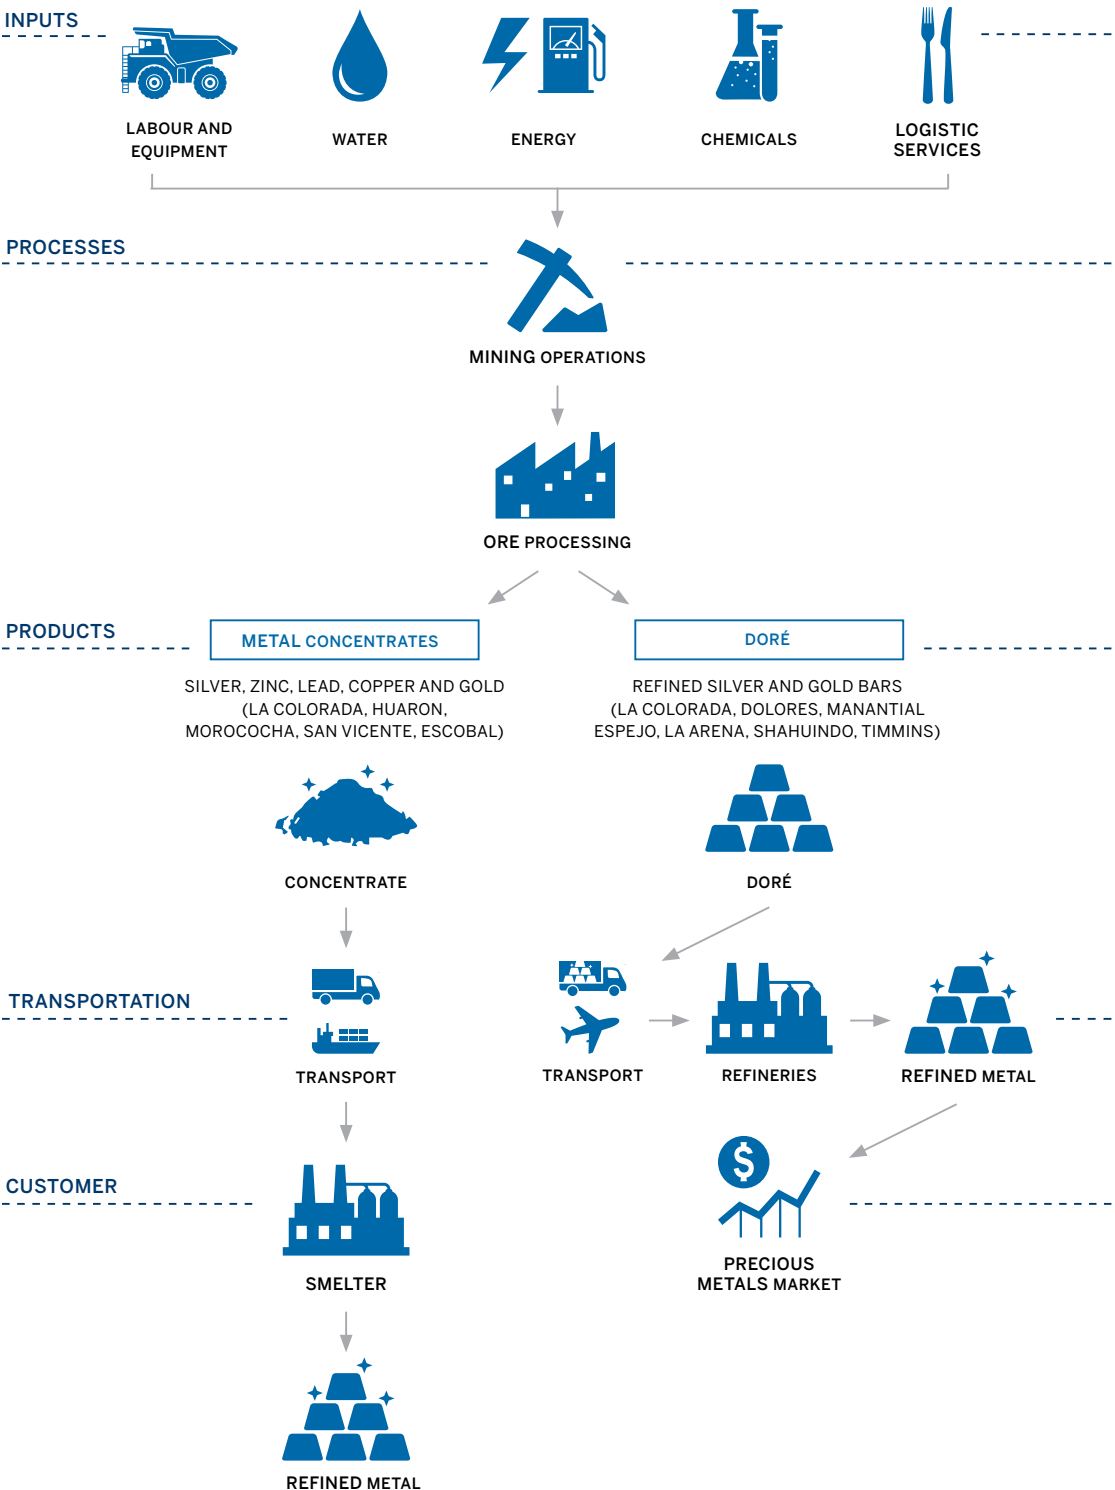 INPUTS
LABOUR AND
EQUIPMENT
WATER
ENERGY
CHEMICALS
LOGISTIC
SERVICES
PROCESSES
MINING OPERATIONS
ORE PROCESSING
PRODUCTS
METAL CONCENTRATES
SILVER, ZINC, LEAD, COPPER AND GOLD
(LA COLORADA, HUARON,
MOROCOCHA, SAN VICENTE, ESCOBAL)
DORÉ
REFINED SILVER AND GOLD BARS
(LA COLORADA, DOLORES, MANANTIAL
ESPEJO, LA ARENA, SHAHUINDO, TIMMINS)
CONCENTRATE
DORÉ
TRANSPORTATION
TRANSPORT
TRANSPORT
REFINERIES
REFINED METAL
CUSTOMER
SMELTER
$
PRECIOUS
METALS MARKET
REFINED METAL